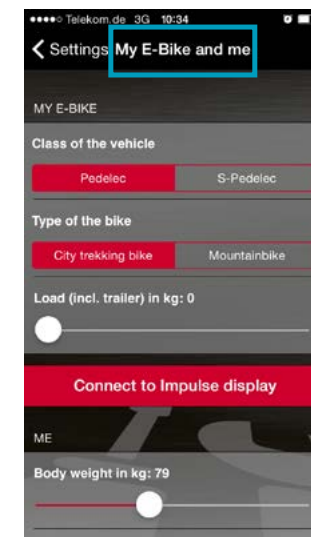 Telekom.de 3G 10:34
Settings My E-Bike and me
MY E-BIKE
Class of the vehicle
Pedelec S-Pedelec
Type of the bike
City trekking bike Mountainbike
Load (incl. trailer) in kg: 0
Connect to Impulse display
ME
Body weight in kg: 79